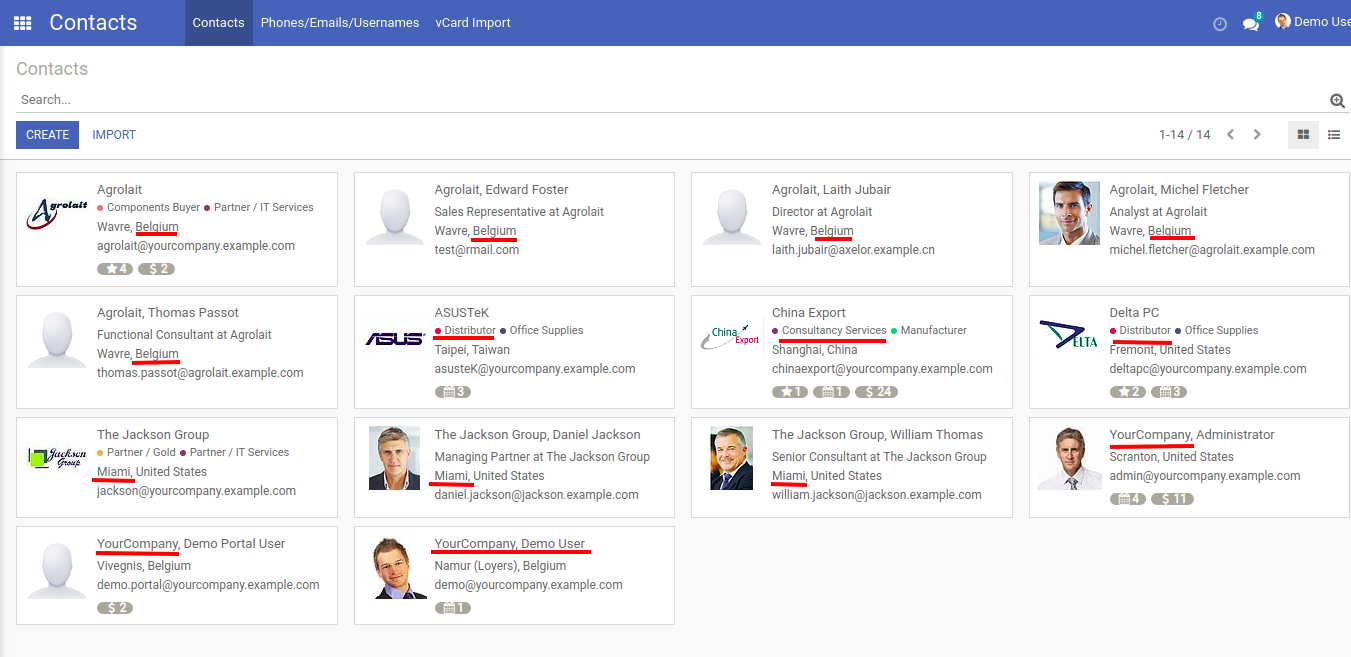 Contacts Contacts Phones/Emails/Usernames vCard Import 8 Demo Use
Contacts
Search...
CREATE IMPORT 1-14 / 14
Agrolait
Agrolait
Components Buyer Partner / IT Services
Wavre, Belgium
agrolait@yourcompany.example.com
4 $ 2
Agrolait, Edward Foster
Sales Representative at Agrolait
Wavre, Belgium
test@rmail.com
Agrolait, Laith Jubair
Director at Agrolait
Wavre, Belgium
laith.jubair@axelor.example.cn
Agrolait, Michel Fletcher
Analyst at Agrolait
Wavre, Belgium
michel.fletcher@agrolait.example.com
Agrolait, Thomas Passot
Functional Consultant at Agrolait
Wavre, Belgium
thomas.passot@agrolait.example.com
ASUS
ASUSTeK
Distributor Office Supplies
Taipei, Taiwan
asusteK@yourcompany.example.com
3
China Export
China Export
Consultancy Services Manufacturer
Shanghai, China
chinaexport@yourcompany.example.com
1 1 $ 24
DELTA
Delta PC
Distributor Office Supplies
Fremont, United States
deltapc@yourcompany.example.com
2 3
Jackson Group
The Jackson Group
Partner / Gold Partner / IT Services
Miami, United States
jackson@yourcompany.example.com
The Jackson Group, Daniel Jackson
Managing Partner at The Jackson Group
Miami, United States
daniel.jackson@jackson.example.com
The Jackson Group, William Thomas
Senior Consultant at The Jackson Group
Miami, United States
william.jackson@jackson.example.com
YourCompany, Administrator
Scranton, United States
admin@yourcompany.example.com
4 $ 11
YourCompany, Demo Portal User
Vivegnis, Belgium
demo.portal@yourcompany.example.com
$ 2
YourCompany, Demo User
Namur (Loyers), Belgium
demo@yourcompany.example.com
1